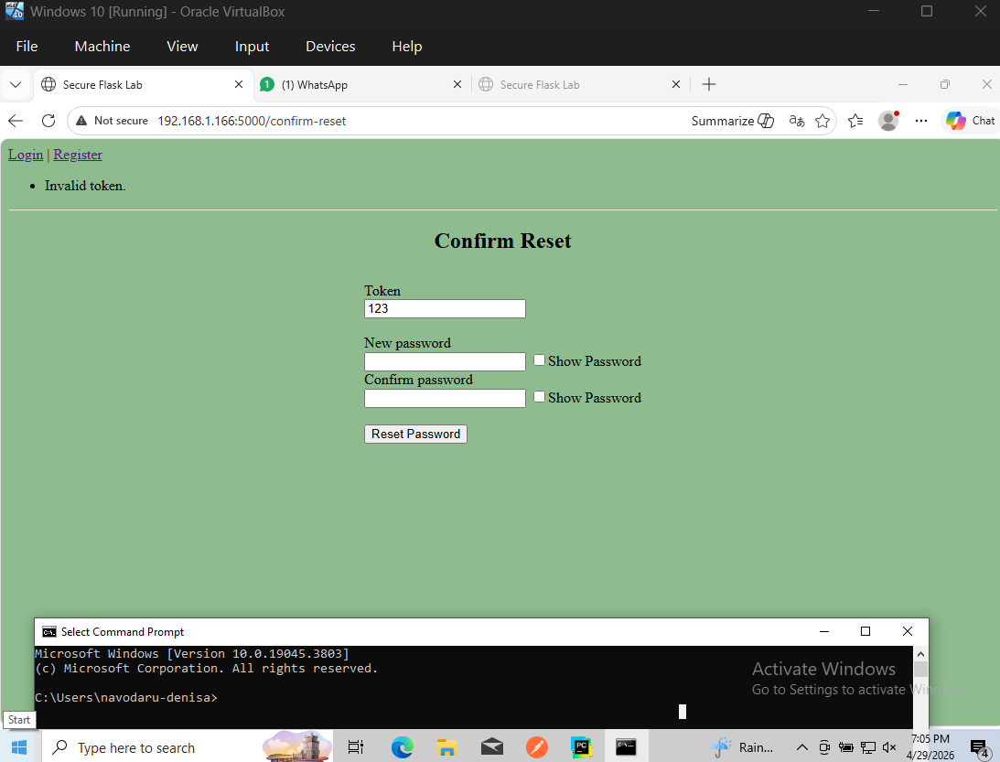 Windows 10 [Running] - Oracle VirtualBox
File Machine View Input Devices Help
Secure Flask Lab
1 (1) WhatsApp
Secure Flask Lab
Not secure 192.168.1.166:5000/confirm-reset
Summarize
Chat
Login | Register
Invalid token.
Confirm Reset
Token
123
New password
Show Password
Confirm password
Show Password
Reset Password
Select Command Prompt
Microsoft Windows [Version 10.0.19045.3803]
(c) Microsoft Corporation. All rights reserved.
C:\Users\navodaru-denisa>
Activate Windows
Go to Settings to activate Windows.
Start
Type here to search
PC
Rain...
7:05 PM
4/29/2026
4